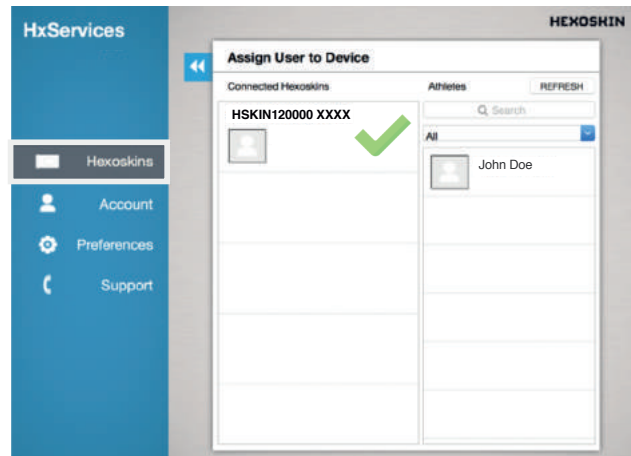 HxServices
HEXOSKIN
Assign User to Device
Connected Hexoskins
Athletes
REFRESH
HSKIN120000 XXXX
Search
All
John Doe
Hexoskins
Account
Preferences
Support